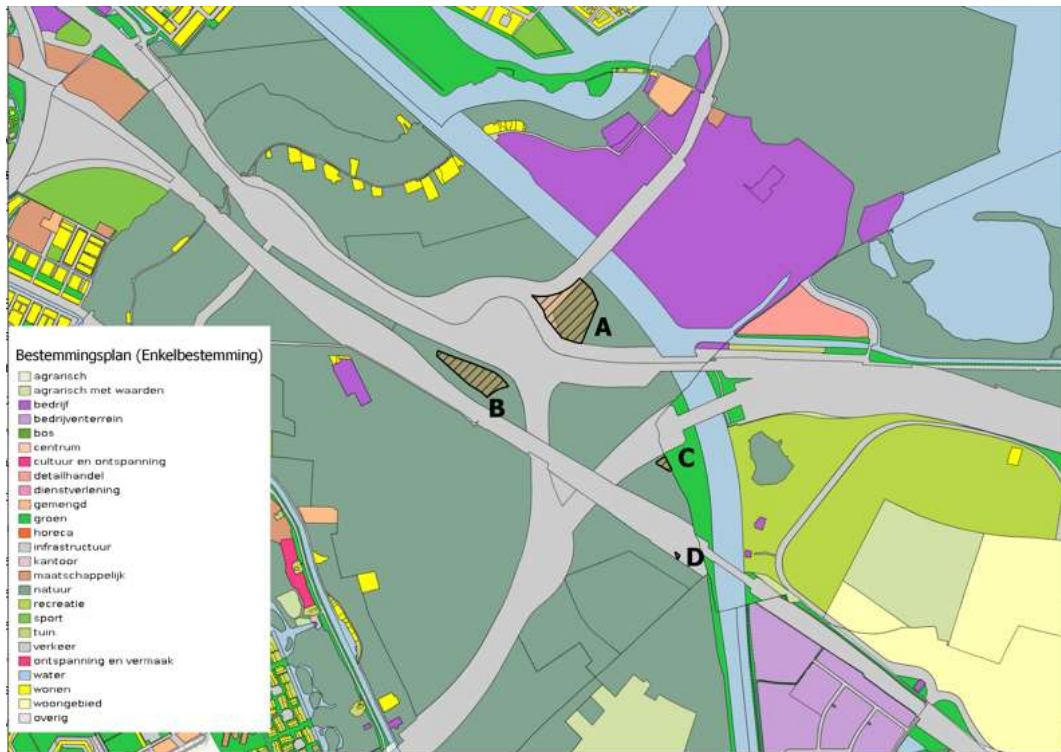 A
B
C
D
Bestemmingsplan (Enkelbestemming)
agrarisch
agrarisch met waarden
bedrijf
bedrijventerrein
bos
centrum
cultuur en ontspanning
detailhandel
dienstverlening
gemengd
groen
horeca
infrastructuur
kantoor
maatschappelijk
natuur
recreatie
sport
tuin
verkeer
ontspanning en vermaak
water
wonen
woongebied
overig